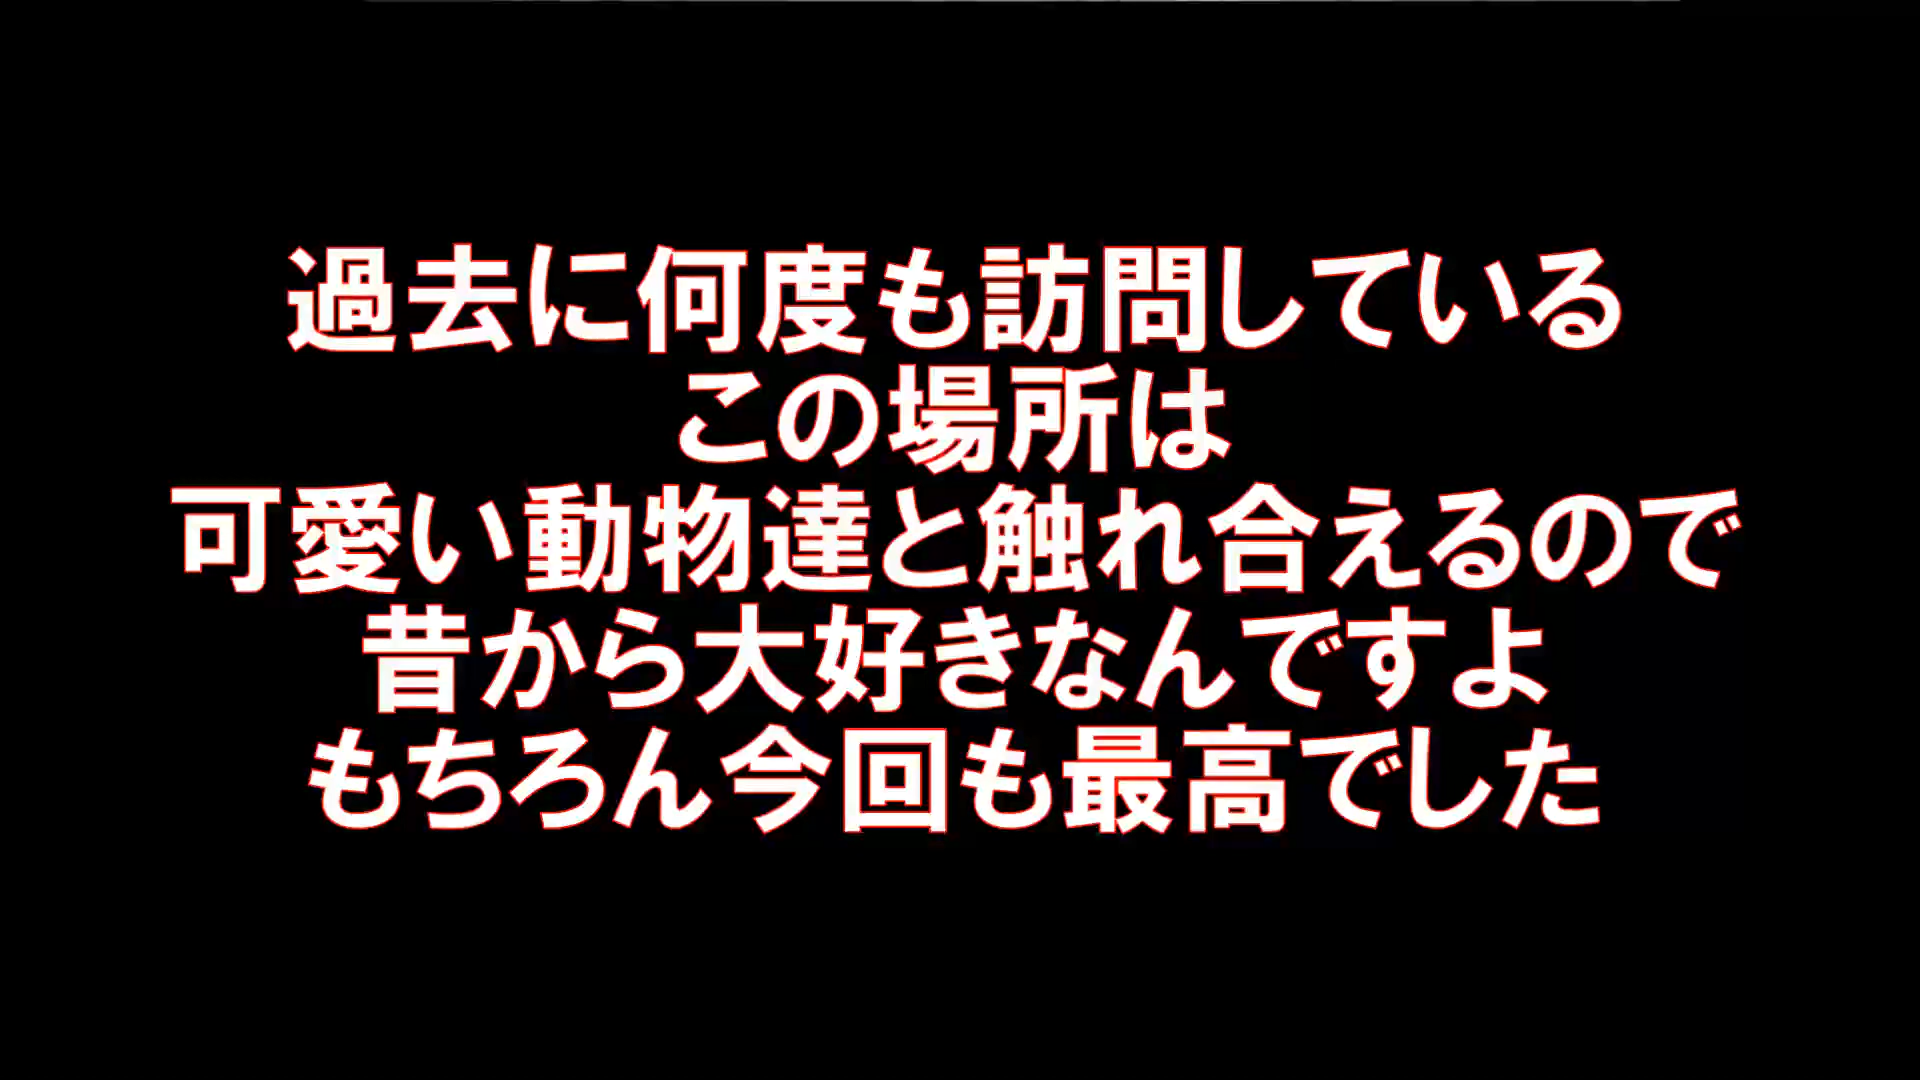 過去に何度も訪問している
この場所は
可愛い動物達と触れ合えるので
昔から大好きなんですよ
もちろん今回も最高でした